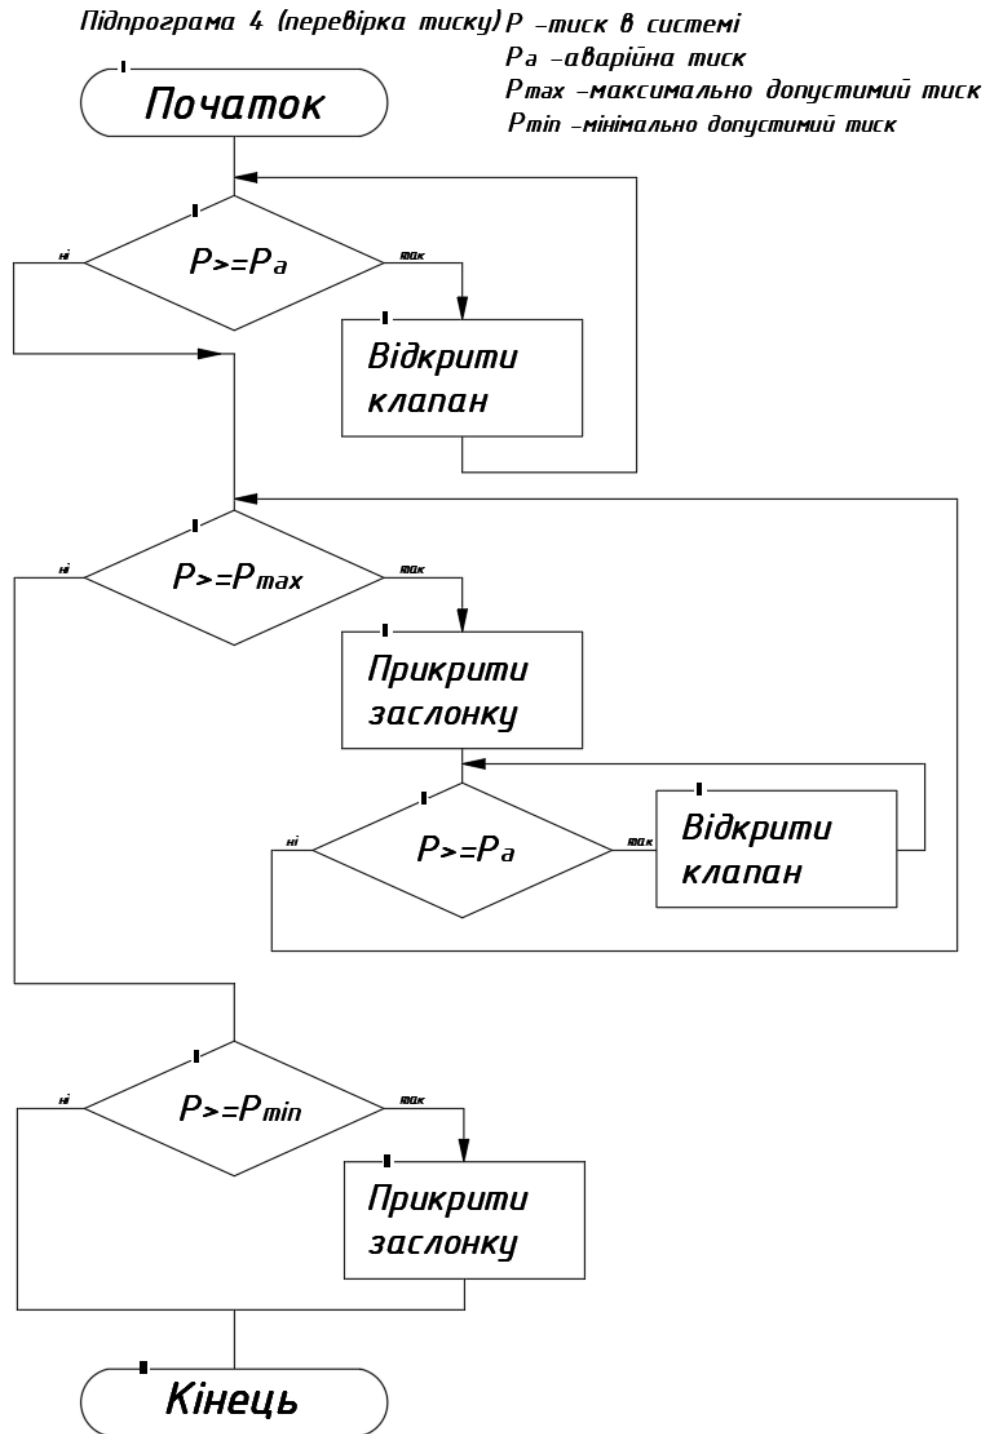 Підпрограма 4 (перевірка тиску)
P -тиск в системі
Pа -аварійна тиск
Pmax -максимально допустимий тиск
Pmin -мінімально допустимий тиск
Початок
P>=Pа
ні
так
Відкрити
клапан
P>=Pmax
ні
так
Прикрити
заслонку
P>=Pа
ні
так
Відкрити
клапан
P>=Pmin
ні
так
Прикрити
заслонку
Кінець